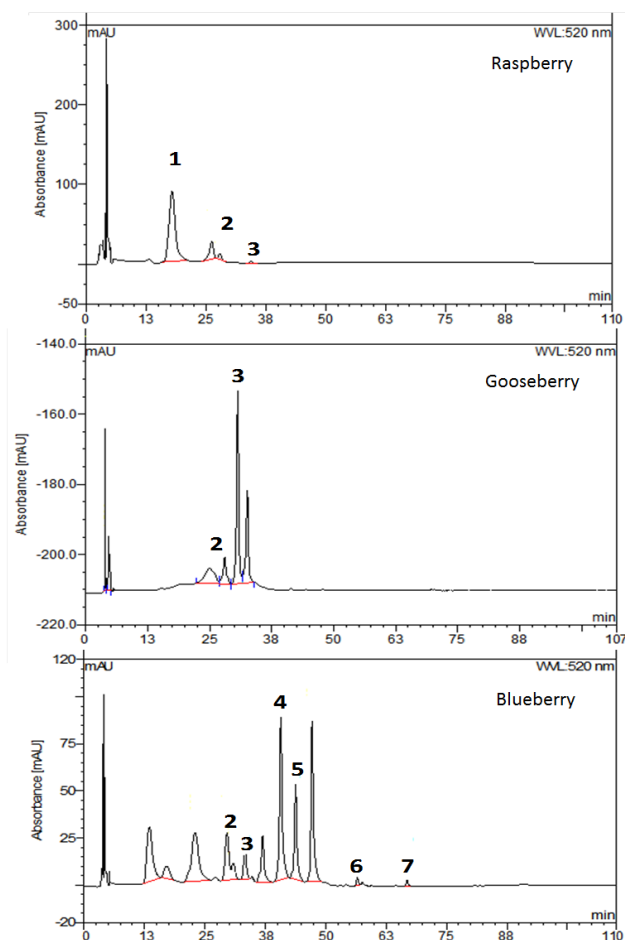 300
mAU
WVL:520 nm
Raspberry
200
Absorbance [mAU]
1
100
2
3
-50
min
0 13 25 38 50 63 75 88 110
-140.0
mAU
WVL:520 nm
Gooseberry
3
-160.0
-180.0
Absorbance [mAU]
2
-200.0
-220.0
min
0 13 25 38 50 63 75 88 107
120
mAU
WVL:520 nm
Blueberry
4
75
5
50
Absorbance [mAU]
2
25
3
6 7
-20
min
0 13 25 38 50 63 75 88 110